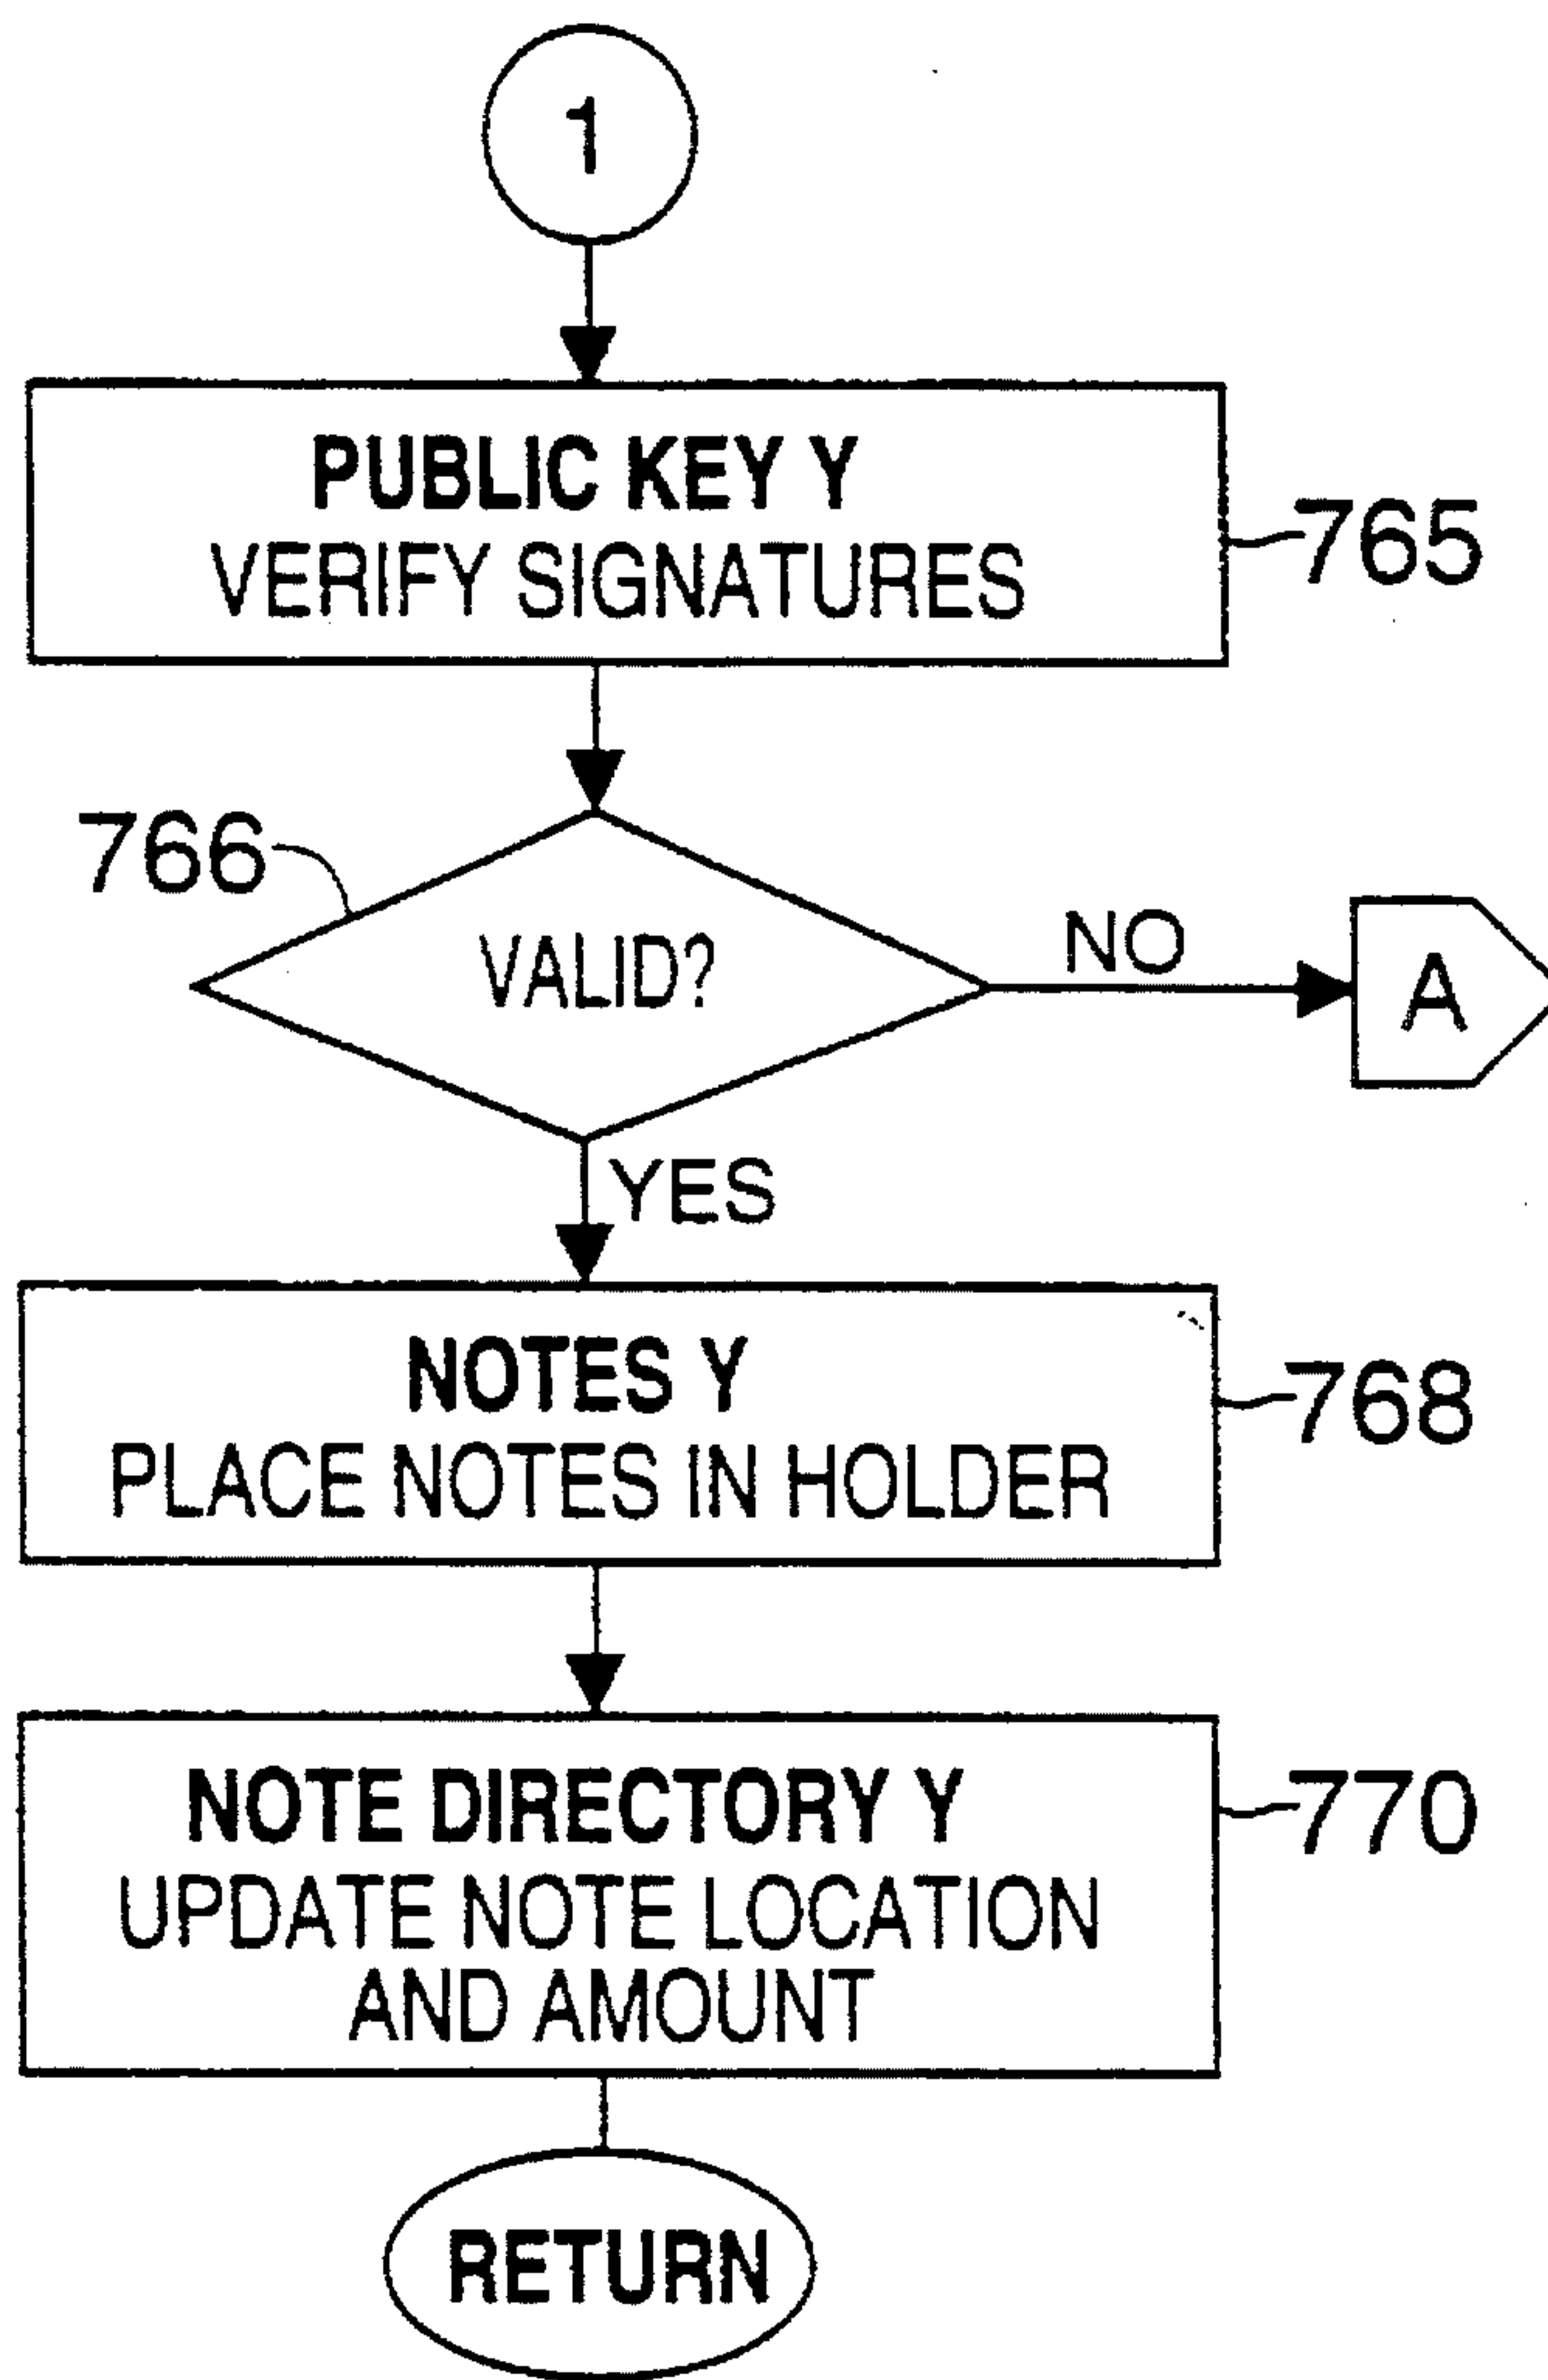 1
PUBLIC KEY Y
VERIFY SIGNATURES
765
766
VALID?
NO
A
YES
NOTES Y
PLACE NOTES IN HOLDER
768
NOTE DIRECTORY Y
UPDATE NOTE LOCATION
AND AMOUNT
770
RETURN